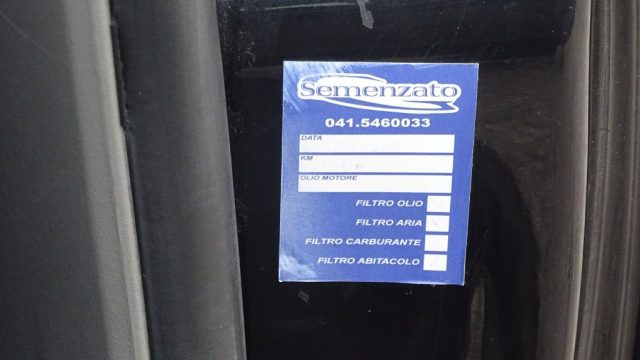 Semenzato
041.5460033
DATA
KM
OLIO MOTORE
FILTRO OLIO
FILTRO ARIA
FILTRO CARBURANTE
FILTRO ABITACOLO